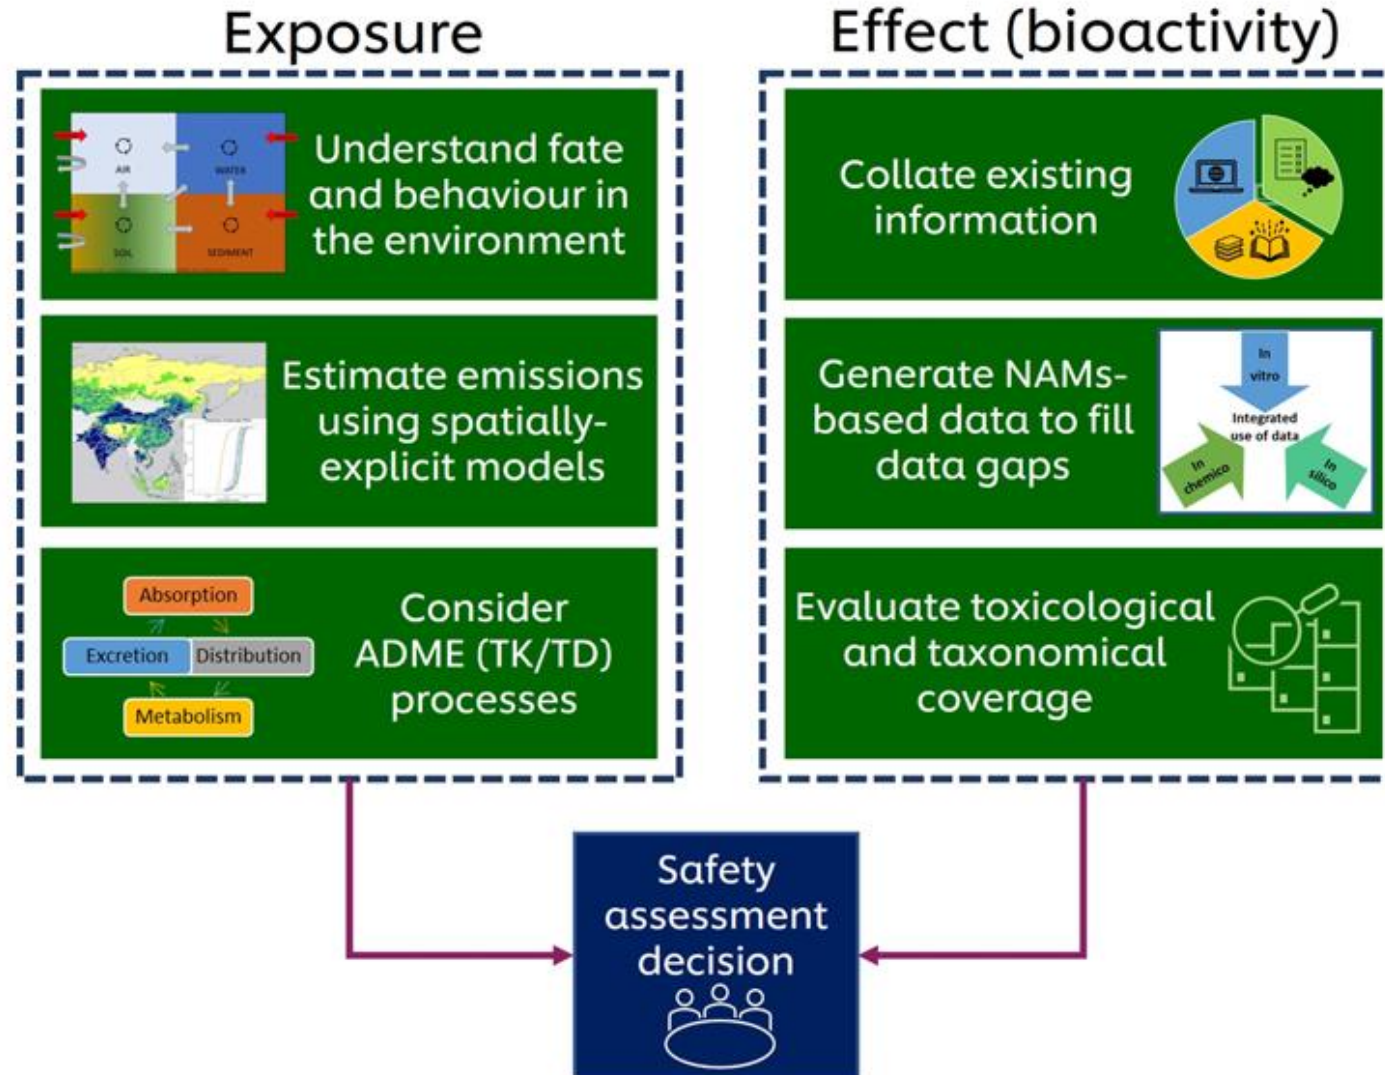 Exposure
AIR
WATER
SOIL
SEDIMENT
Understand fate
and behaviour in
the environment
Estimate emissions
using spatially-
explicit models
Absorption
Excretion
Distribution
Metabolism
Consider
ADME (TK/TD)
processes
Effect (bioactivity)
Collate existing
information
Generate NAMs-
based data to fill
data gaps
In
vitro
Integrated
use of data
In
chemico
In
silico
Evaluate toxicological
and taxonomical
coverage
Safety
assessment
decision